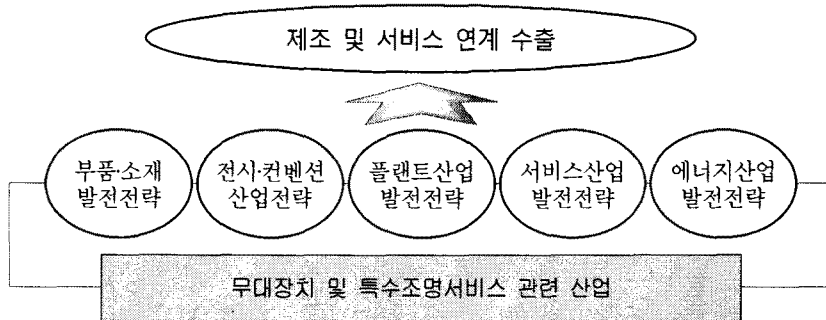 제조 및 서비스 연계 수출
부품·소재
발전전략
전시·컨벤션
산업전략
플랜트산업
발전전략
서비스산업
발전전략
에너지산업
발전전략
무대장치 및 특수조명서비스 관련 산업